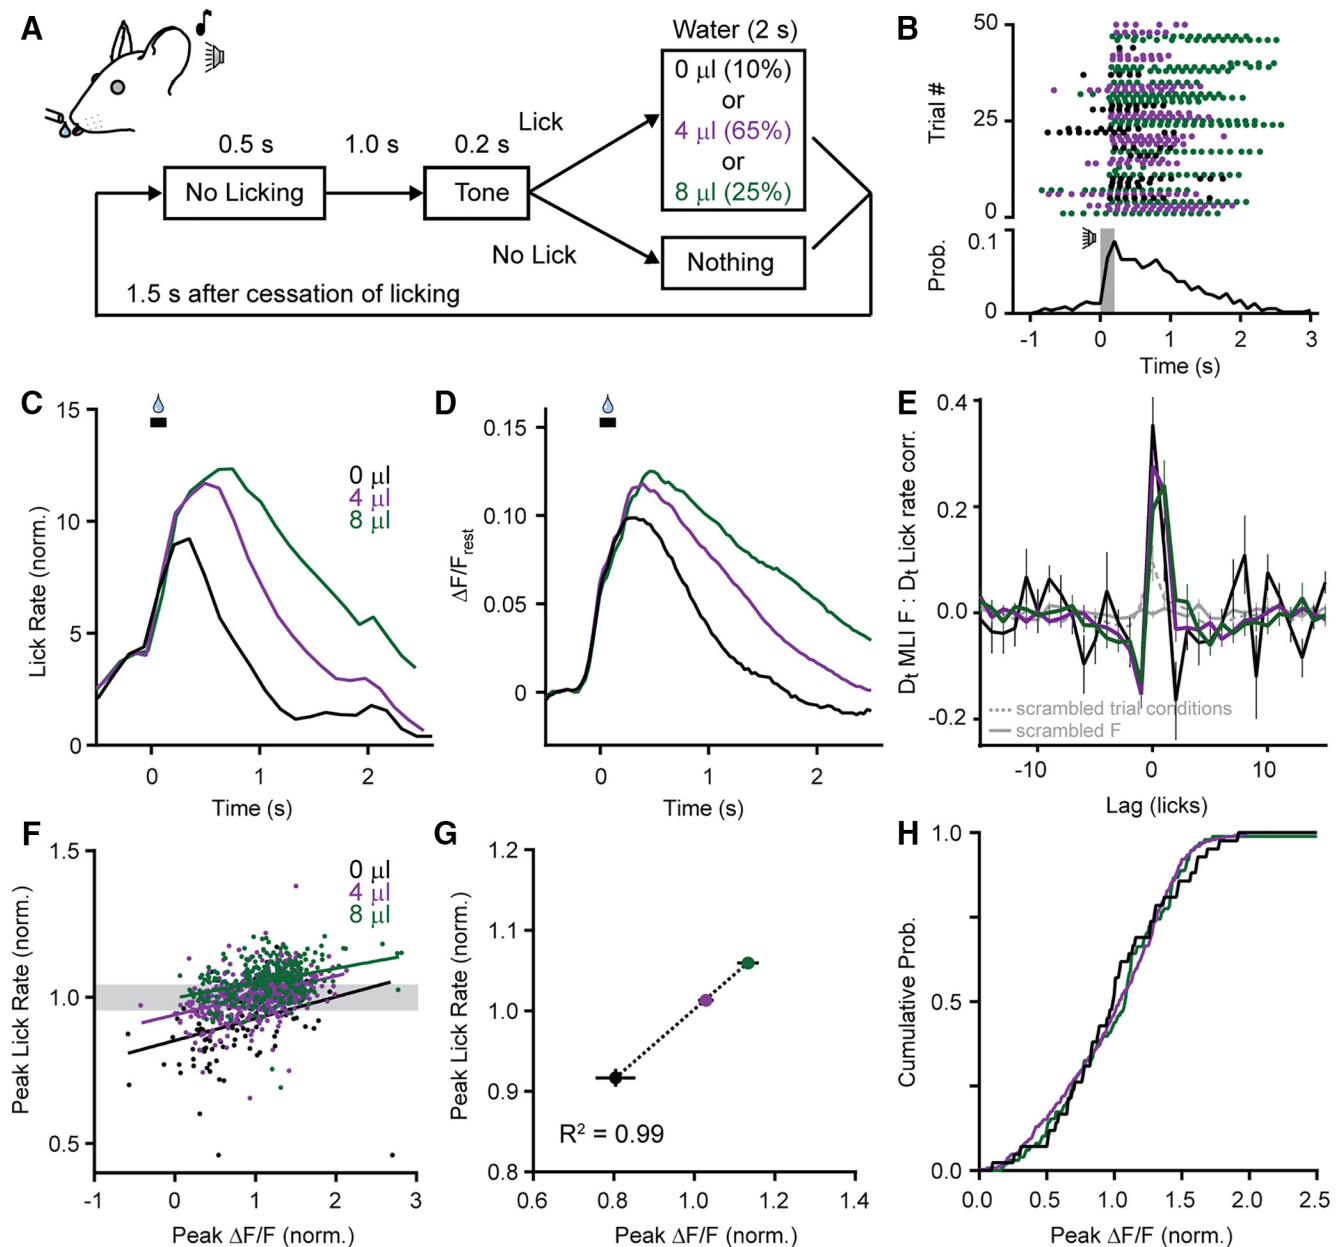 A
0.5 s
1.0 s
0.2 s
No Licking
Tone
Lick
No Lick
Water (2 s)
0 μl (10%)
or
4 μl (65%)
or
8 μl (25%)
Nothing
1.5 s after cessation of licking
B
50
25
0
Trial #
0.1
0
Prob.
-1 0 1 2 3
Time (s)
C
15
10
5
0
Lick Rate (norm.)
0 μl
4 μl
8 μl
0 1 2
Time (s)
D
0.15
0.10
0.05
0
ΔF/Frest
0 1 2
Time (s)
E
0.4
0.2
0.0
-0.2
Dt MLI F : Dt Lick rate corr.
scrambled trial conditions
scrambled F
-10 0 10
Lag (licks)
F
1.5
1.0
0.5
Peak Lick Rate (norm.)
0 μl
4 μl
8 μl
-1 0 1 2 3
Peak ΔF/F (norm.)
G
1.2
1.1
1.0
0.9
0.8
Peak Lick Rate (norm.)
R² = 0.99
0.6 0.8 1.0 1.2 1.4
Peak ΔF/F (norm.)
H
1.0
0.5
0.0
Cumulative Prob.
0.0 0.5 1.0 1.5 2.0 2.5
Peak ΔF/F (norm.)